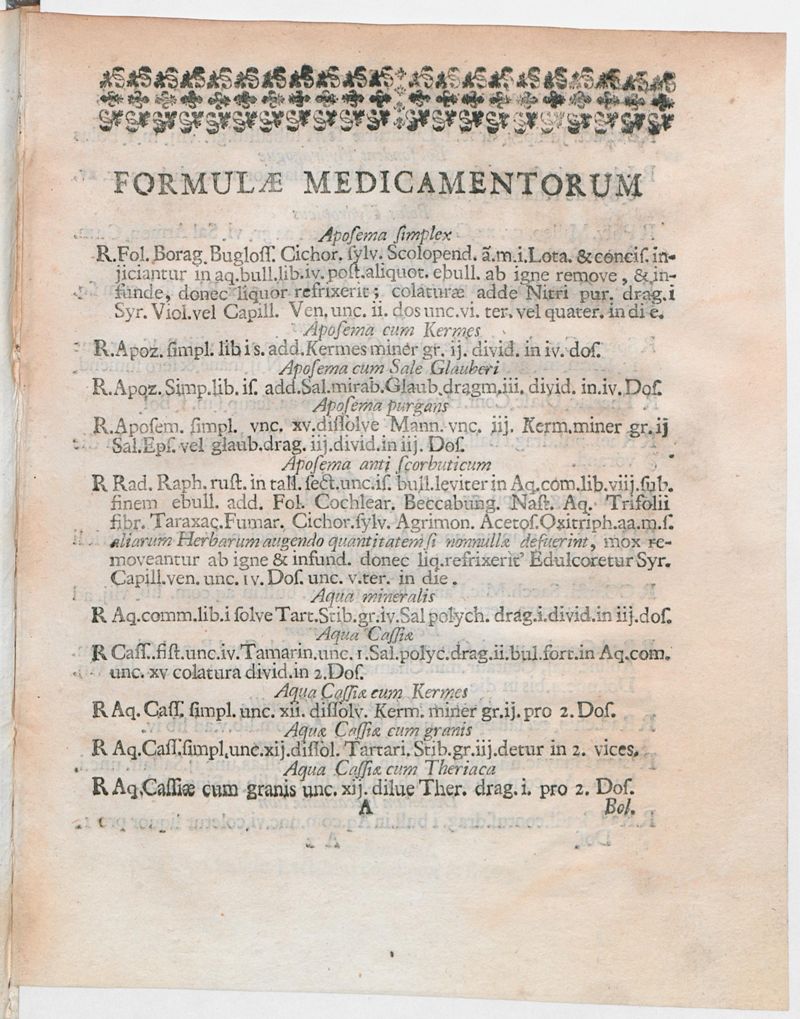 FORMULÆ MEDICAMENTORUM
Apoſema ſimplex
R.Fol. Borag. Bugloſſ. Cichor. ſylv. Scolopend. ã.m.i.Lota. & conciſ. in-
jiciantur in aq.bull.lib.iv. poſt.aliquot. ebull. ab igne remove, & in-
funde, donec liquor refrixerit; colaturæ adde Nitri pur. drag.i
Syr. Viol.vel Capill. Ven. unc. ii. dos unc.vi. ter. vel quater. in di e.
Apoſema cum Kermes
R.Apoz. ſimpl. lib i s. add.Kermes miner gr. ij. divid. in iv. doſ.
Apoſema cum Sale Glauberi
R.Apoz. Simp.lib. iſ. add.Sal.mirab.Glaub.dragm.iii. divid. in.iv. Doſ.
Apoſema purgans
R.Apoſem. ſimpl. vnc. xv.diſſolve Mann. vnc. iij. Kerm.miner gr.ij
Sal.Epſ. vel glaub.drag. iij.divid.in iij. Doſ.
Apoſema anti ſcorbuticum
R Rad. Raph. ruſt. in tall. ſect.unc.iſ. bull.leviter in Aq.com.lib.viij.ſub.
finem ebull. add. Fol. Cochlear. Beccabung. Naſt. Aq. Trifolii
fibr. Taraxac.Fumar. Cichor.ſylv. Agrimon. Acetoſ.Oxitriph.aa.m.ſ.
aliarum Herbarum augendo quantitatem ſi nonnullæ defuerint, mox re-
moveantur ab igne & infund. donec liq.refrixerit Edulcoretur Syr.
Capill.ven. unc. ıv. Doſ. unc. v.ter. in die.
Aqua mineralis
R Aq.comm.lib.i ſolve Tart.Stib.gr.iv.Sal polych. drag.i.divid.in iij.doſ.
Aqua Caſſiæ
R Caſſ.fiſt.unc.iv.Tamarin.unc. ı.Sal.polyc.drag.ii.bul.fort.in Aq.com.
unc. xv colatura divid.in 2.Doſ.
Aqua Caſſiæ cum Kermes
R Aq. Caſſ. ſimpl. unc. xii. diſſolv. Kerm. miner gr.ij. pro 2. Doſ.
Aqua Caſſiæ cum granis
R Aq.Caſſ.ſimpl,unc.xij.diſſol. Tartari. Stib.gr.iij.detur in 2. vices.
Aqua Caſſiæ cum Theriaca
R Aq.Caſſiæ cum granis unc. xij. dilue Ther. drag. i. pro 2. Doſ.
A Bol.